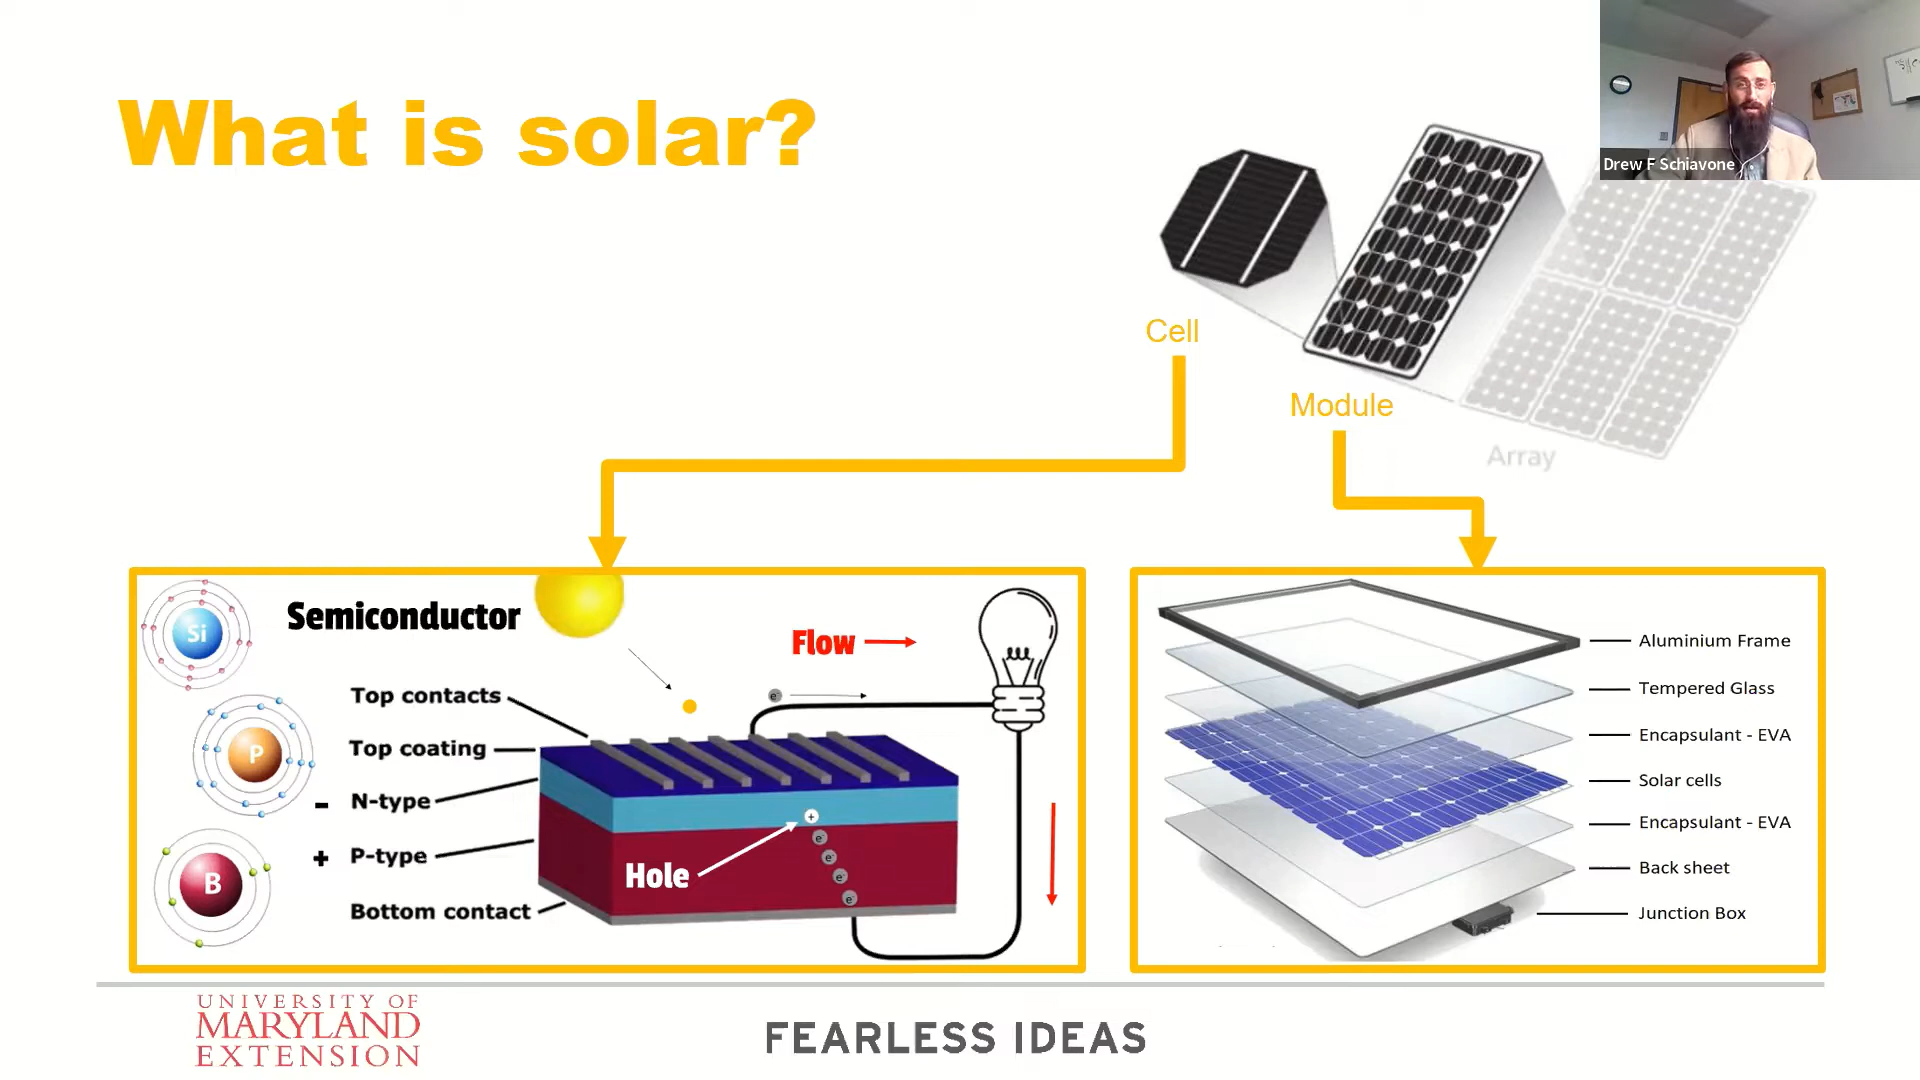 What is solar?
Drew F Schiavone
Cell
Module
Array
Semiconductor
Si
P
B
Flow
e-
Top contacts
Top coating
- N-type
+ P-type
Bottom contact
Hole
+
e-
e-
e-
e-
Aluminium Frame
Tempered Glass
Encapsulant - EVA
Solar cells
Encapsulant - EVA
Back sheet
Junction Box
UNIVERSITY OF
MARYLAND
EXTENSION
FEARLESS IDEAS